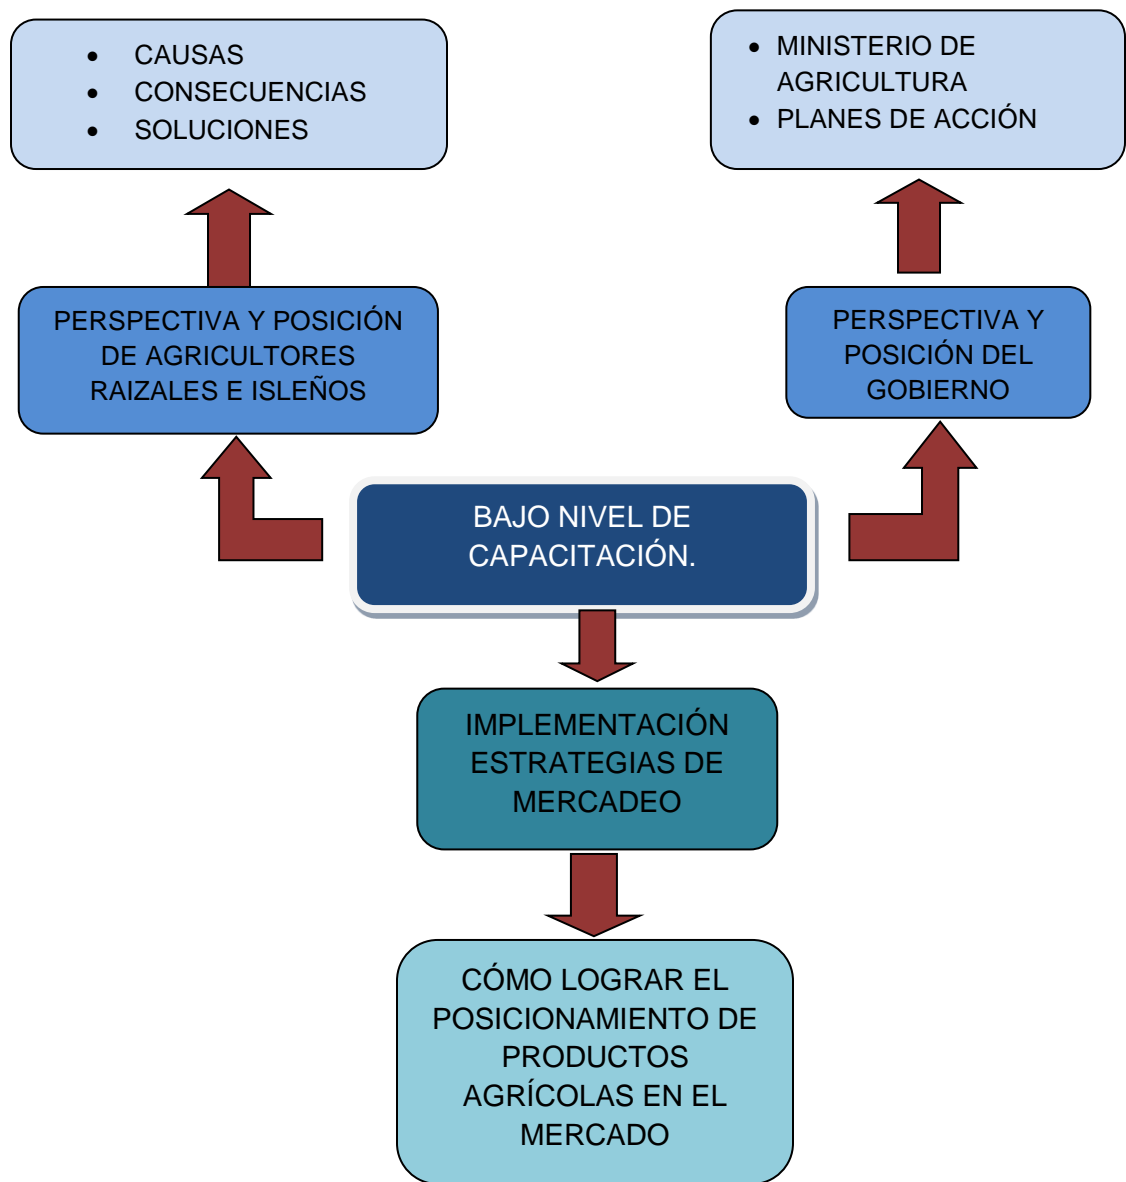 • CAUSAS
• CONSECUENCIAS
• SOLUCIONES
• MINISTERIO DE
AGRICULTURA
• PLANES DE ACCIÓN
PERSPECTIVA Y POSICIÓN
DE AGRICULTORES
RAIZALES E ISLEÑOS
PERSPECTIVA Y
POSICIÓN DEL
GOBIERNO
BAJO NIVEL DE
CAPACITACIÓN.
IMPLEMENTACIÓN
ESTRATEGIAS DE
MERCADEO
CÓMO LOGRAR EL
POSICIONAMIENTO DE
PRODUCTOS
AGRÍCOLAS EN EL
MERCADO